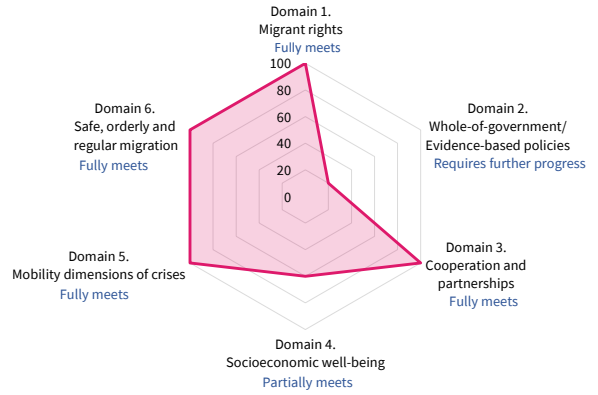 Domain 1.
Migrant rights
Fully meets
100
80
60
40
20
0
Domain 2.
Whole-of-government/
Evidence-based policies
Requires further progress
Domain 3.
Cooperation and
partnerships
Fully meets
Domain 4.
Socioeconomic well-being
Partially meets
Domain 5.
Mobility dimensions of crises
Fully meets
Domain 6.
Safe, orderly and
regular migration
Fully meets